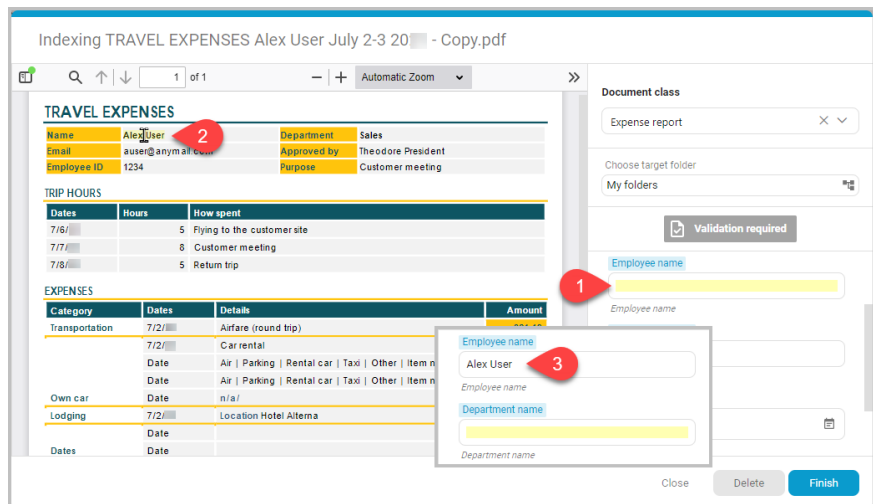 Indexing TRAVEL EXPENSES Alex User July 2-3 20 - Copy.pdf
1 of 1
Automatic Zoom
TRAVEL EXPENSES
Name Alex User Department Sales
Email auser@anymail.com Approved by Theodore President
Employee ID 1234 Purpose Customer meeting
2
TRIP HOURS
Dates Hours How spent
7/6/ 5 Flying to the customer site
7/7/ 8 Customer meeting
7/8/ 5 Return trip
EXPENSES
Category Dates Details Amount
Transportation 7/2/ Airfare (round trip)
7/2/ Car rental
Date Air | Parking | Rental car | Taxi | Other | Item n
Date Air | Parking | Rental car | Taxi | Other | Item n
Own car Date n/a/
Lodging 7/2/ Location Hotel Alterna
Date
Dates Date
Document class
Expense report
Choose target folder
My folders
Validation required
Employee name
1
Employee name
Employee name
Alex User
3
Employee name
Department name
Department name
Close Delete Finish